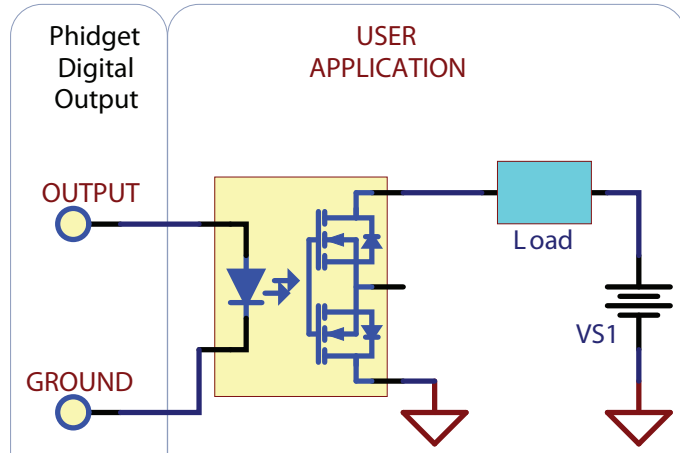 Phidget
Digital
Output
USER
APPLICATION
OUTPUT
Load
VS1
GROUND